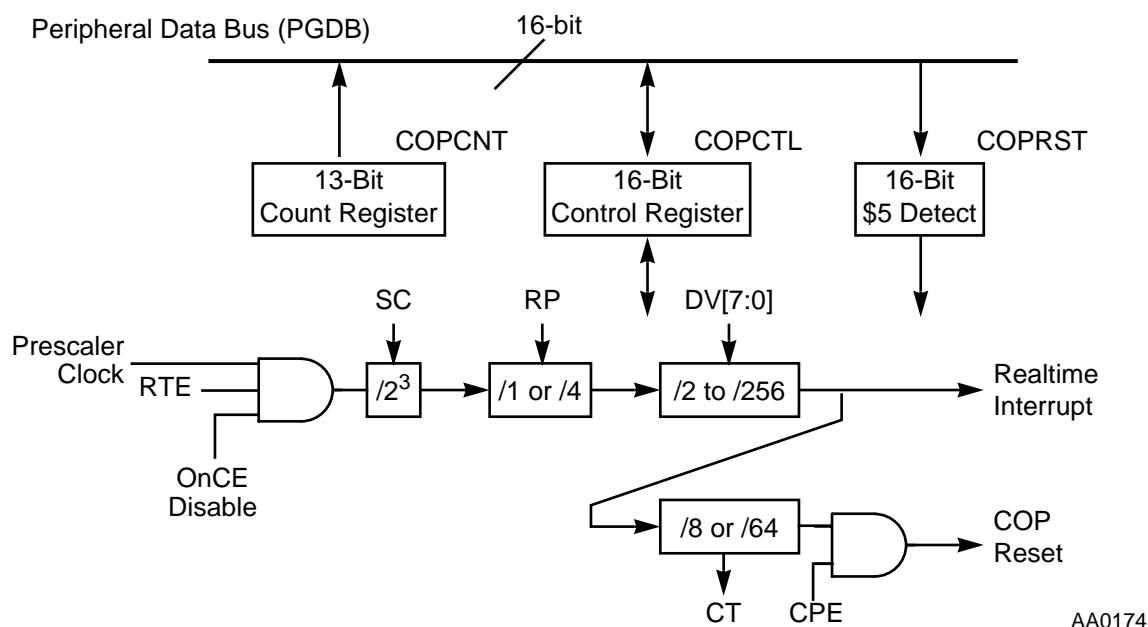 Peripheral Data Bus (PGDB)
16-bit
COPCNT
COPCTL
COPRST
13-Bit
Count Register
16-Bit
Control Register
16-Bit
$5 Detect
SC
RP
DV[7:0]
Prescaler
Clock
RTE
OnCE
Disable
/2³
/1 or /4
/2 to /256
Realtime
Interrupt
/8 or /64
COP
Reset
CT
CPE
AA0174